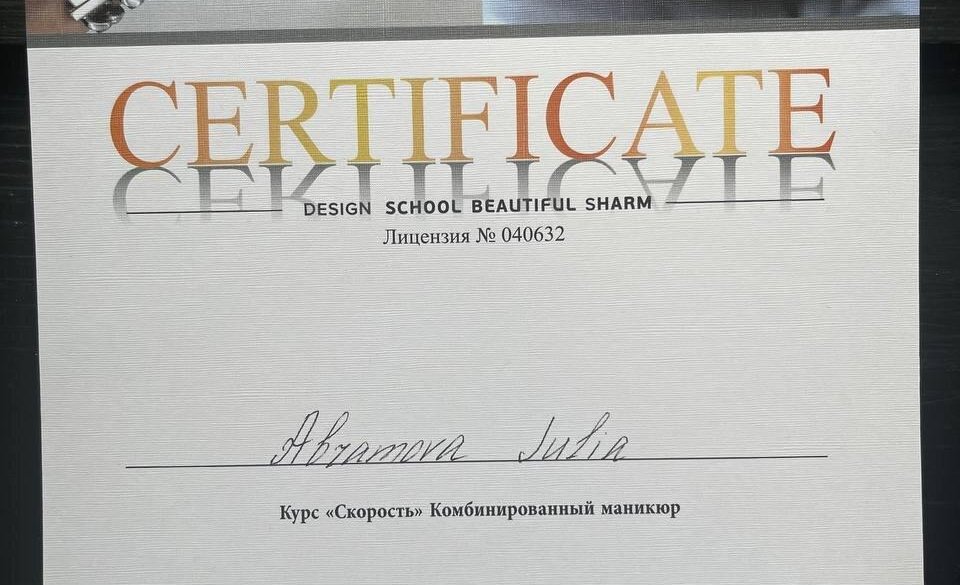 CERTIFICATE
DESIGN SCHOOL BEAUTIFUL SHARM
Лицензия № 040632
Abramova Julia
Курс «Скорость» Комбинированный маникюр